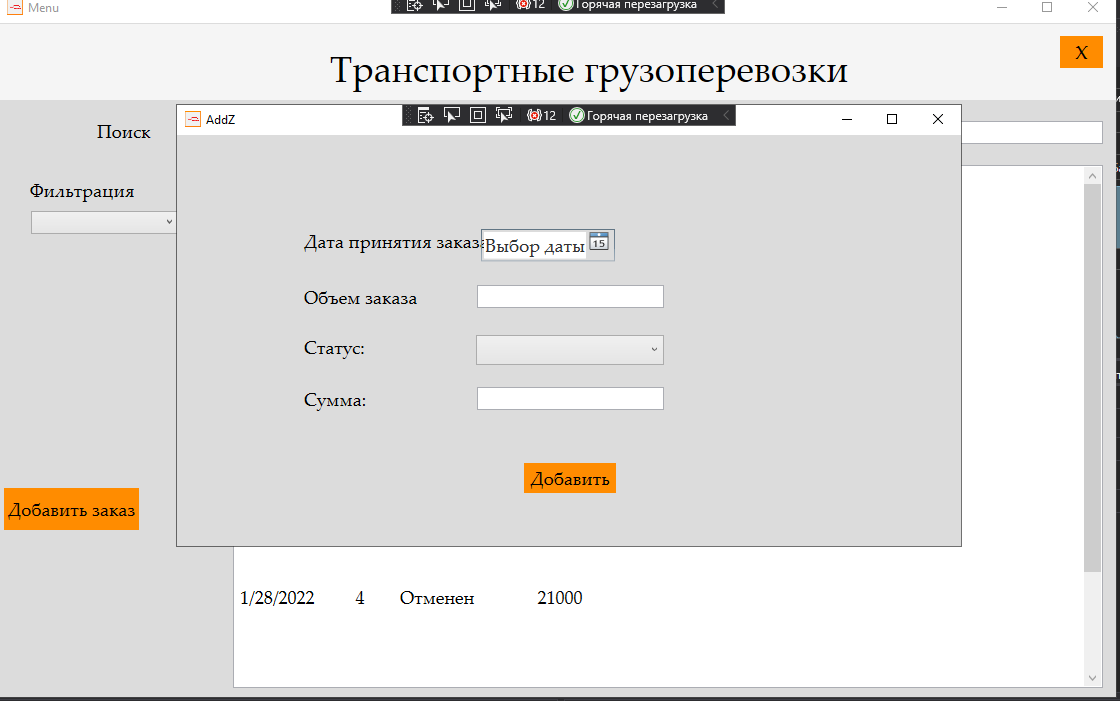 Menu
12 Горячая перезагрузка
Транспортные грузоперевозки
X
AddZ
12 Горячая перезагрузка
Поиск
Фильтрация
Дата принятия заказа
Выбор даты 15
Объем заказа
Статус:
Сумма:
Добавить
Добавить заказ
1/28/2022 4 Отменен 21000